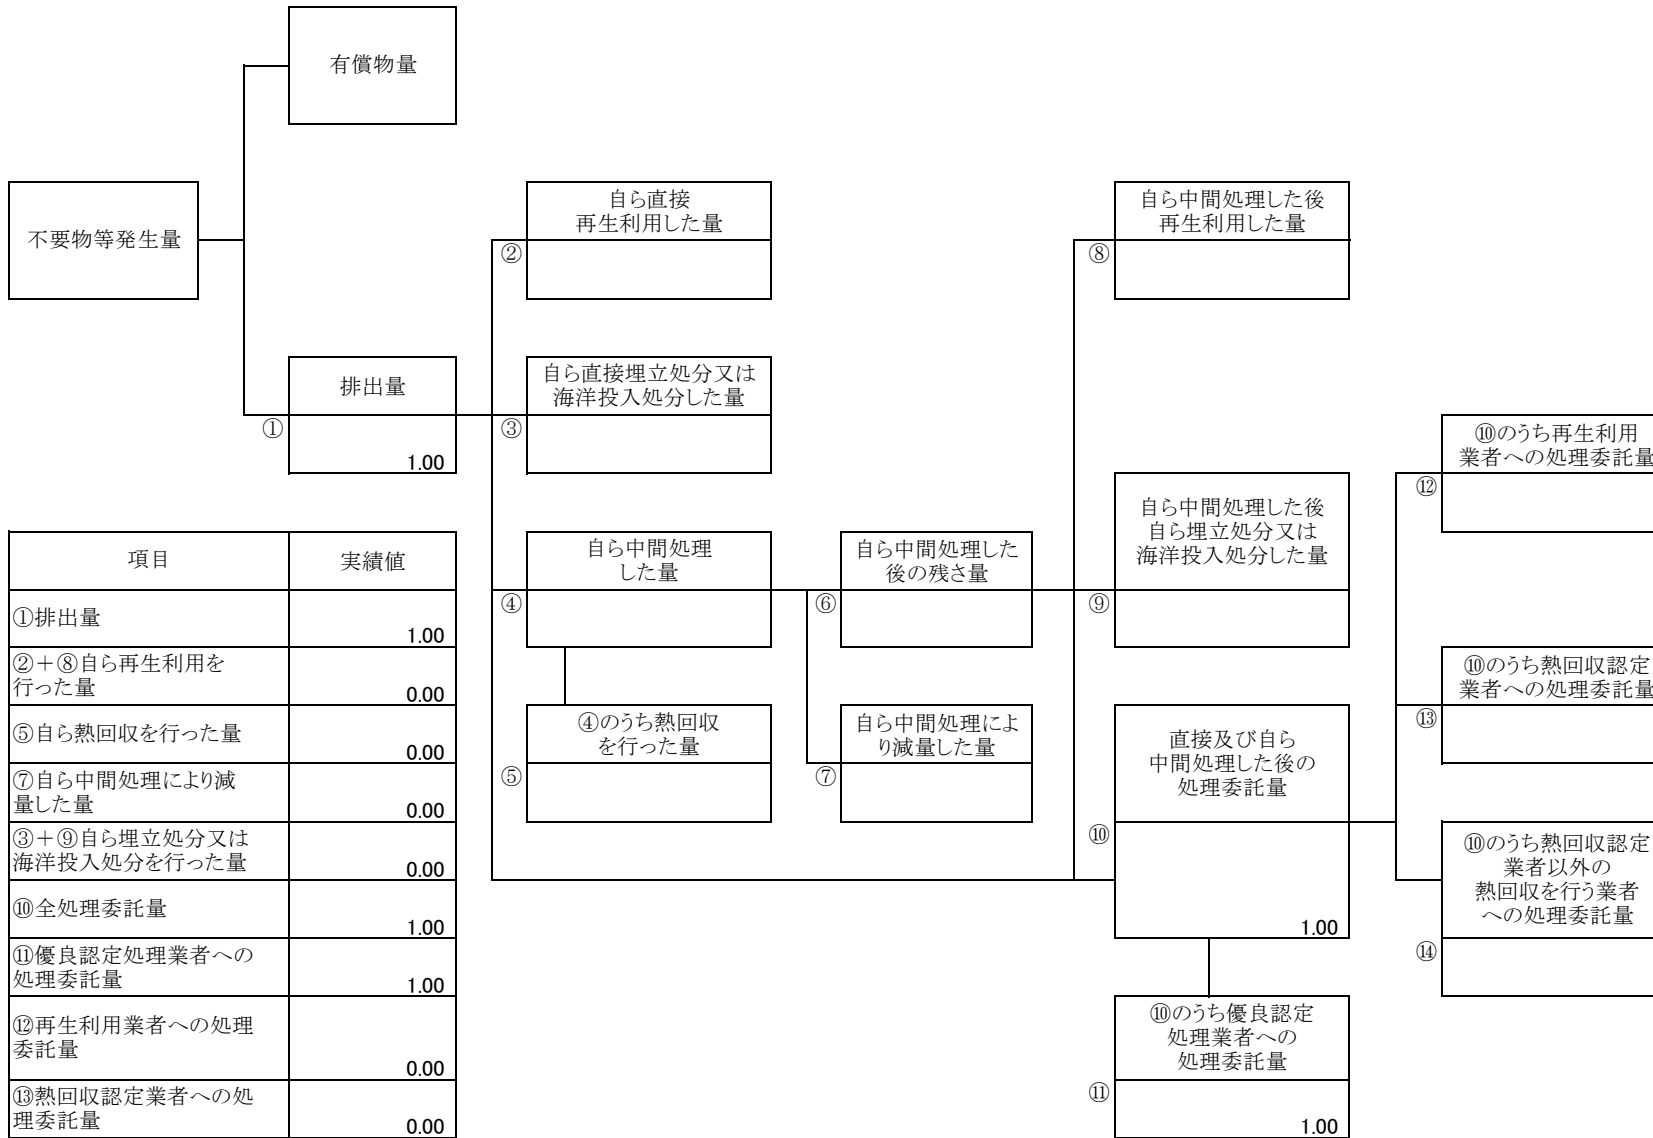 有償物量
不要物等発生量
自ら直接
再生利用した量
②
自ら中間処理した後
再生利用した量
⑧
排出量
①
1.00
自ら直接埋立処分又は
海洋投入処分した量
③
⑩のうち再生利用
業者への処理委託量
⑫
自ら中間処理した後
自ら埋立処分又は
海洋投入処分した量
⑨
自ら中間処理
した量
④
自ら中間処理した
後の残さ量
⑥
④のうち熱回収
を行った量
⑤
自ら中間処理によ
り減量した量
⑦
直接及び自ら
中間処理した後の
処理委託量
⑩
1.00
⑩のうち熱回収認定
業者への処理委託量
⑬
⑩のうち熱回収認定
業者以外の
熱回収を行う業者
への処理委託量
⑭
⑩のうち優良認定
処理業者への
処理委託量
⑪
1.00
項目 実績値
①排出量
1.00
②＋⑧自ら再生利用を
行った量
0.00
⑤自ら熱回収を行った量
0.00
⑦自ら中間処理により減
量した量
0.00
③＋⑨自ら埋立処分又は
海洋投入処分を行った量
0.00
⑩全処理委託量
1.00
⑪優良認定処理業者への
処理委託量
1.00
⑫再生利用業者への処理
委託量
0.00
⑬熱回収認定業者への処
理委託量
0.00